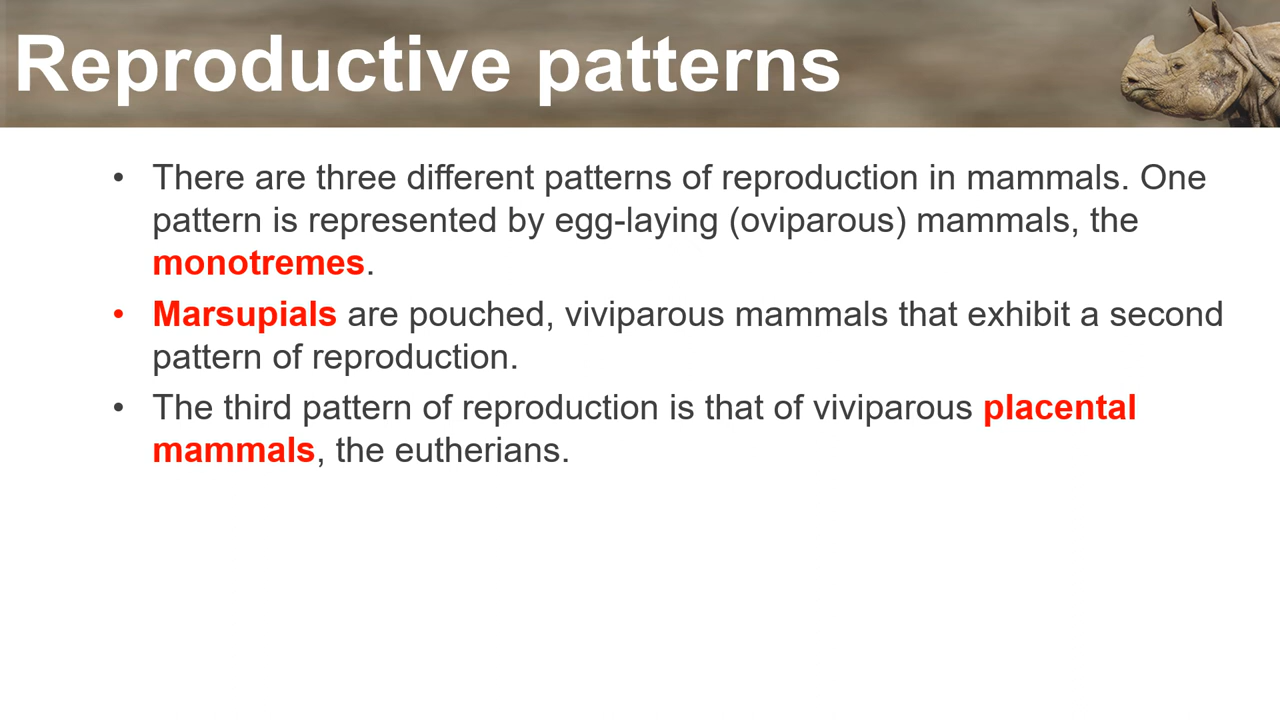 Reproductive patterns
• There are three different patterns of reproduction in mammals. One
pattern is represented by egg-laying (oviparous) mammals, the
monotremes.
• Marsupials are pouched, viviparous mammals that exhibit a second
pattern of reproduction.
• The third pattern of reproduction is that of viviparous placental
mammals, the eutherians.